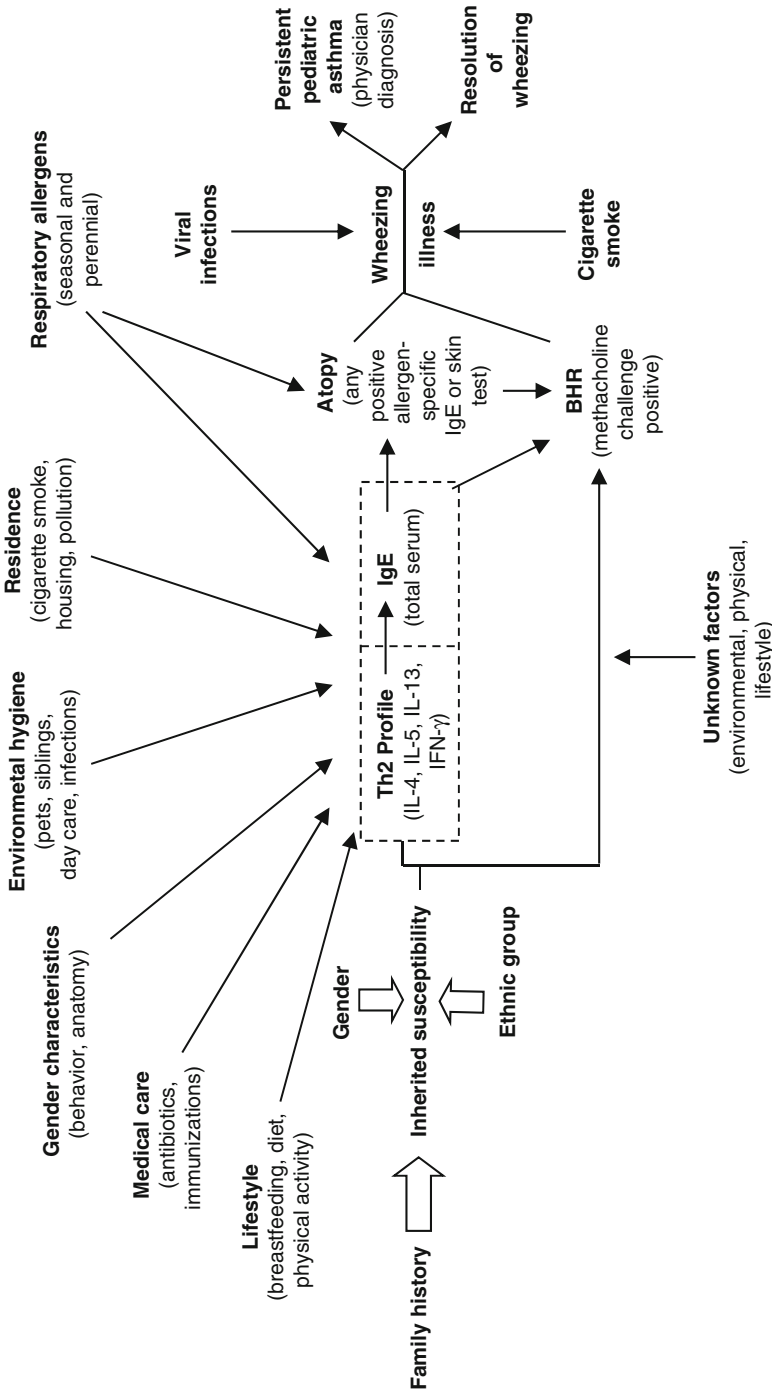 Family history
Inherited susceptibility
Gender
Ethnic group
Lifestyle
(breastfeeding, diet,
physical activity)
Medical care
(antibiotics,
immunizations)
Gender characteristics
(behavior, anatomy)
Environmetal hygiene
(pets, siblings,
day care, infections)
Residence
(cigarette smoke,
housing, pollution)
Respiratory allergens
(seasonal and
perennial)
Th2 Profile
(IL-4, IL-5, IL-13,
IFN-γ)
IgE
(total serum)
Atopy
(any
positive
allergen-
specific
IgE or skin
test)
BHR
(methacholine
challenge
positive)
Unknown factors
(environmental, physical,
lifestyle)
Viral
infections
Wheezing
illness
Cigarette
smoke
Persistent
pediatric
asthma
(physician
diagnosis)
Resolution
of
wheezing